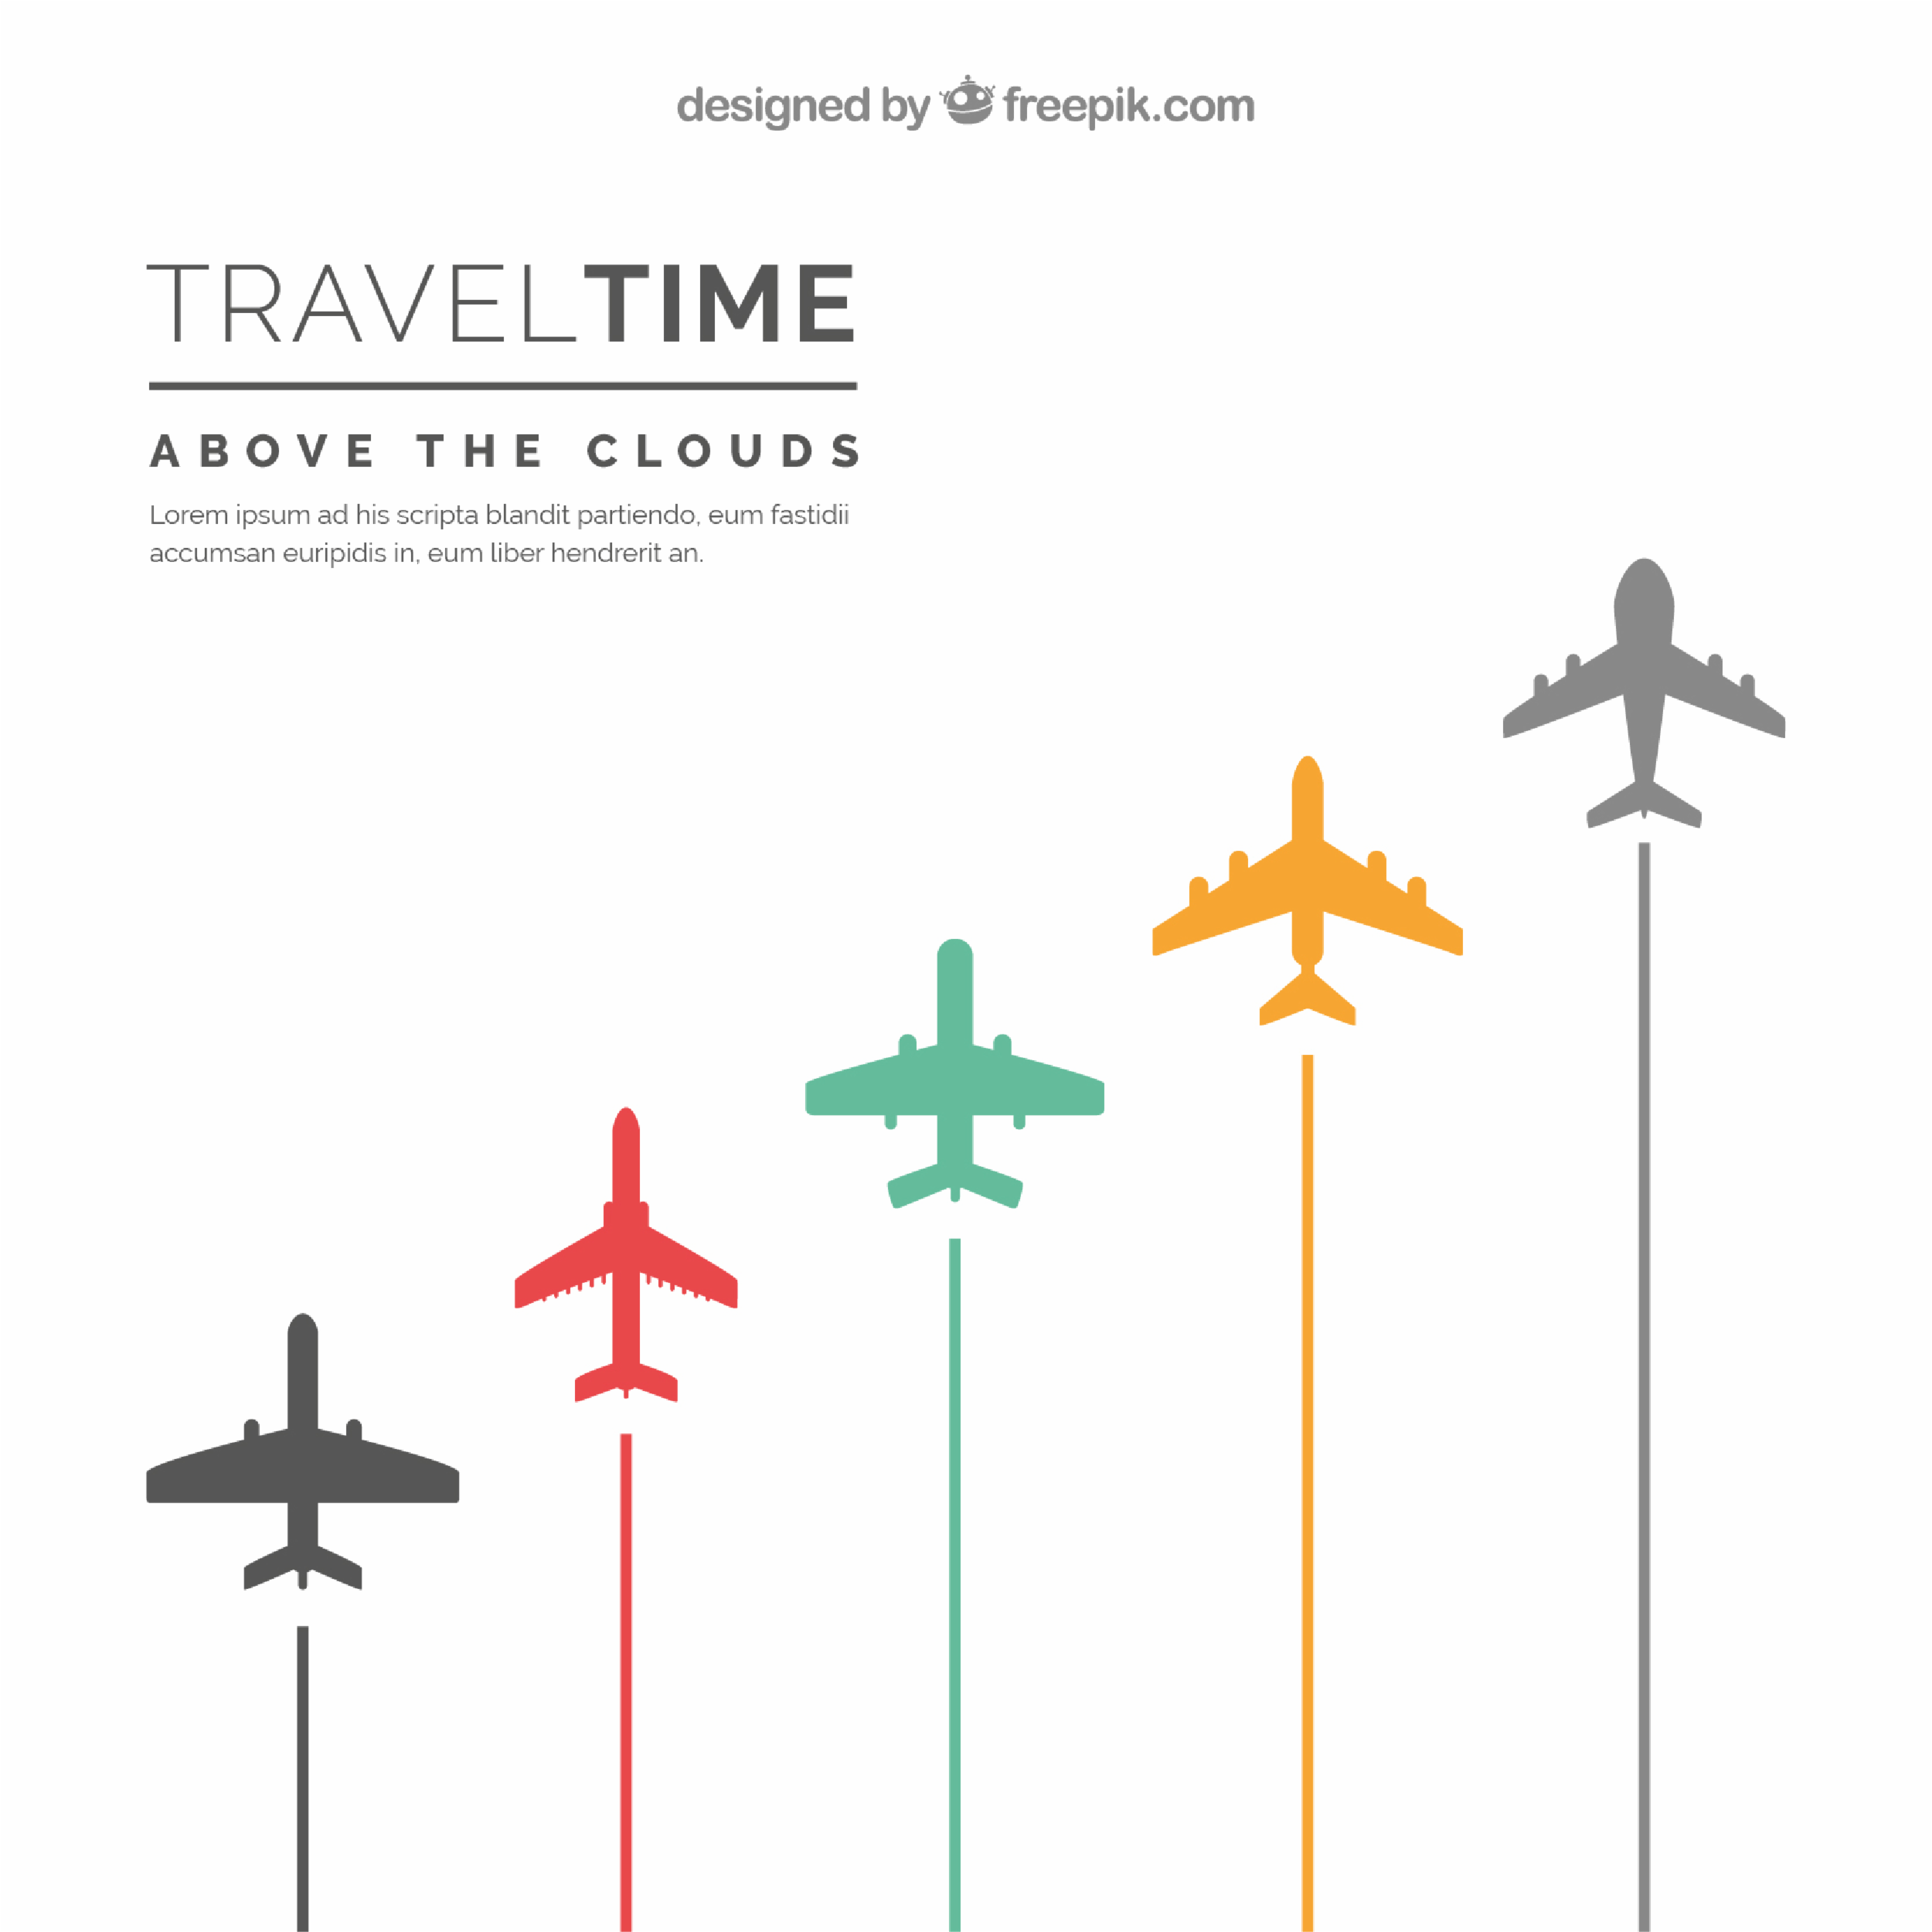 designed by freepik.com
TRAVELTIME
ABOVE THE CLOUDS
Lorem ipsum ad his scripta blandit partiendo, eum fastidii
accumsan euripidis in, eum liber hendrerit an.